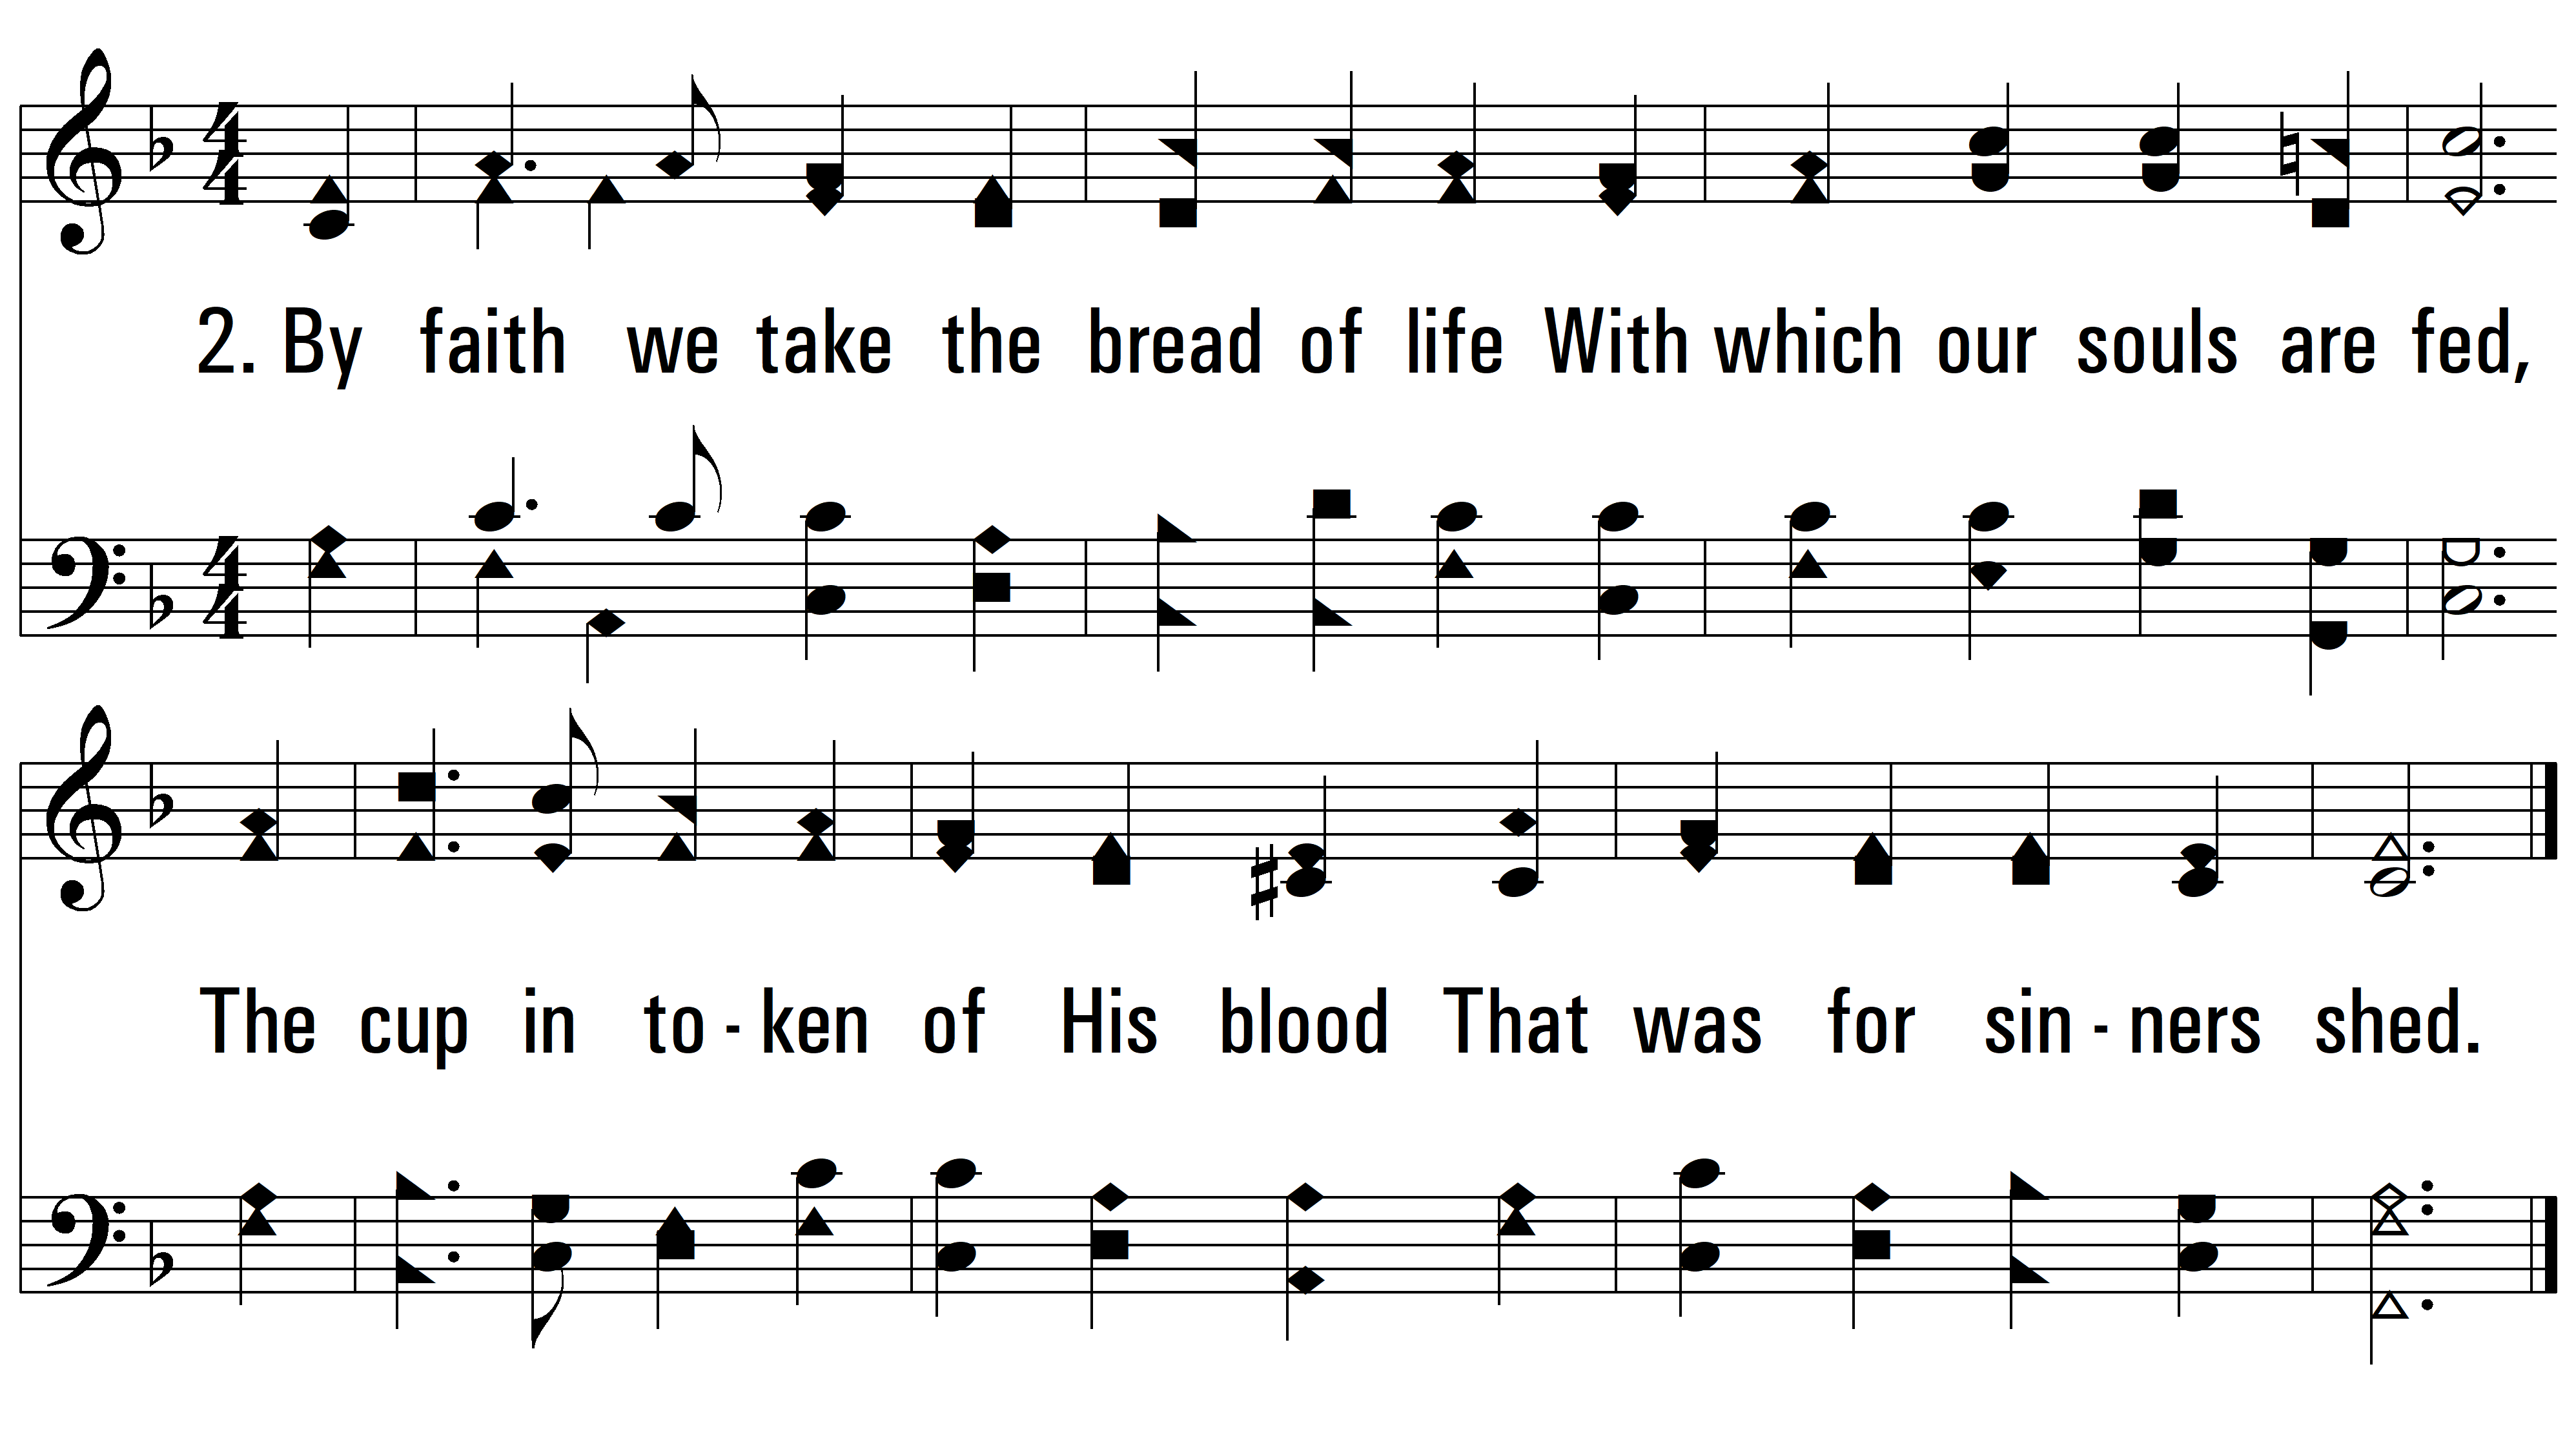 2. By faith we take the bread of life With which our souls are fed,
The cup in to - ken of His blood That was for sin - ners shed.